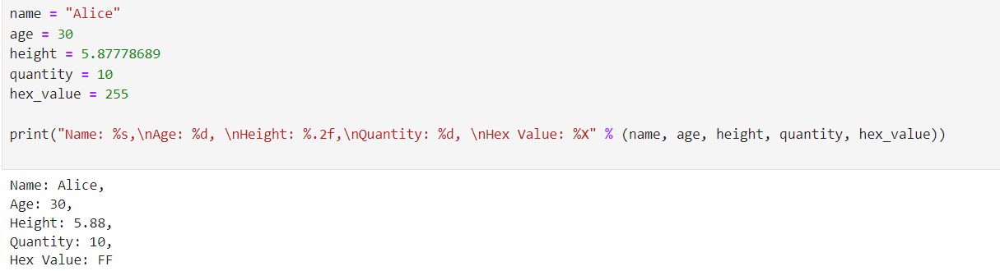 name = "Alice"
age = 30
height = 5.87778689
quantity = 10
hex_value = 255
print("Name: %s,\nAge: %d, \nHeight: %.2f,\nQuantity: %d, \nHex Value: %X" % (name, age, height, quantity, hex_value))
Name: Alice,
Age: 30,
Height: 5.88,
Quantity: 10,
Hex Value: FF